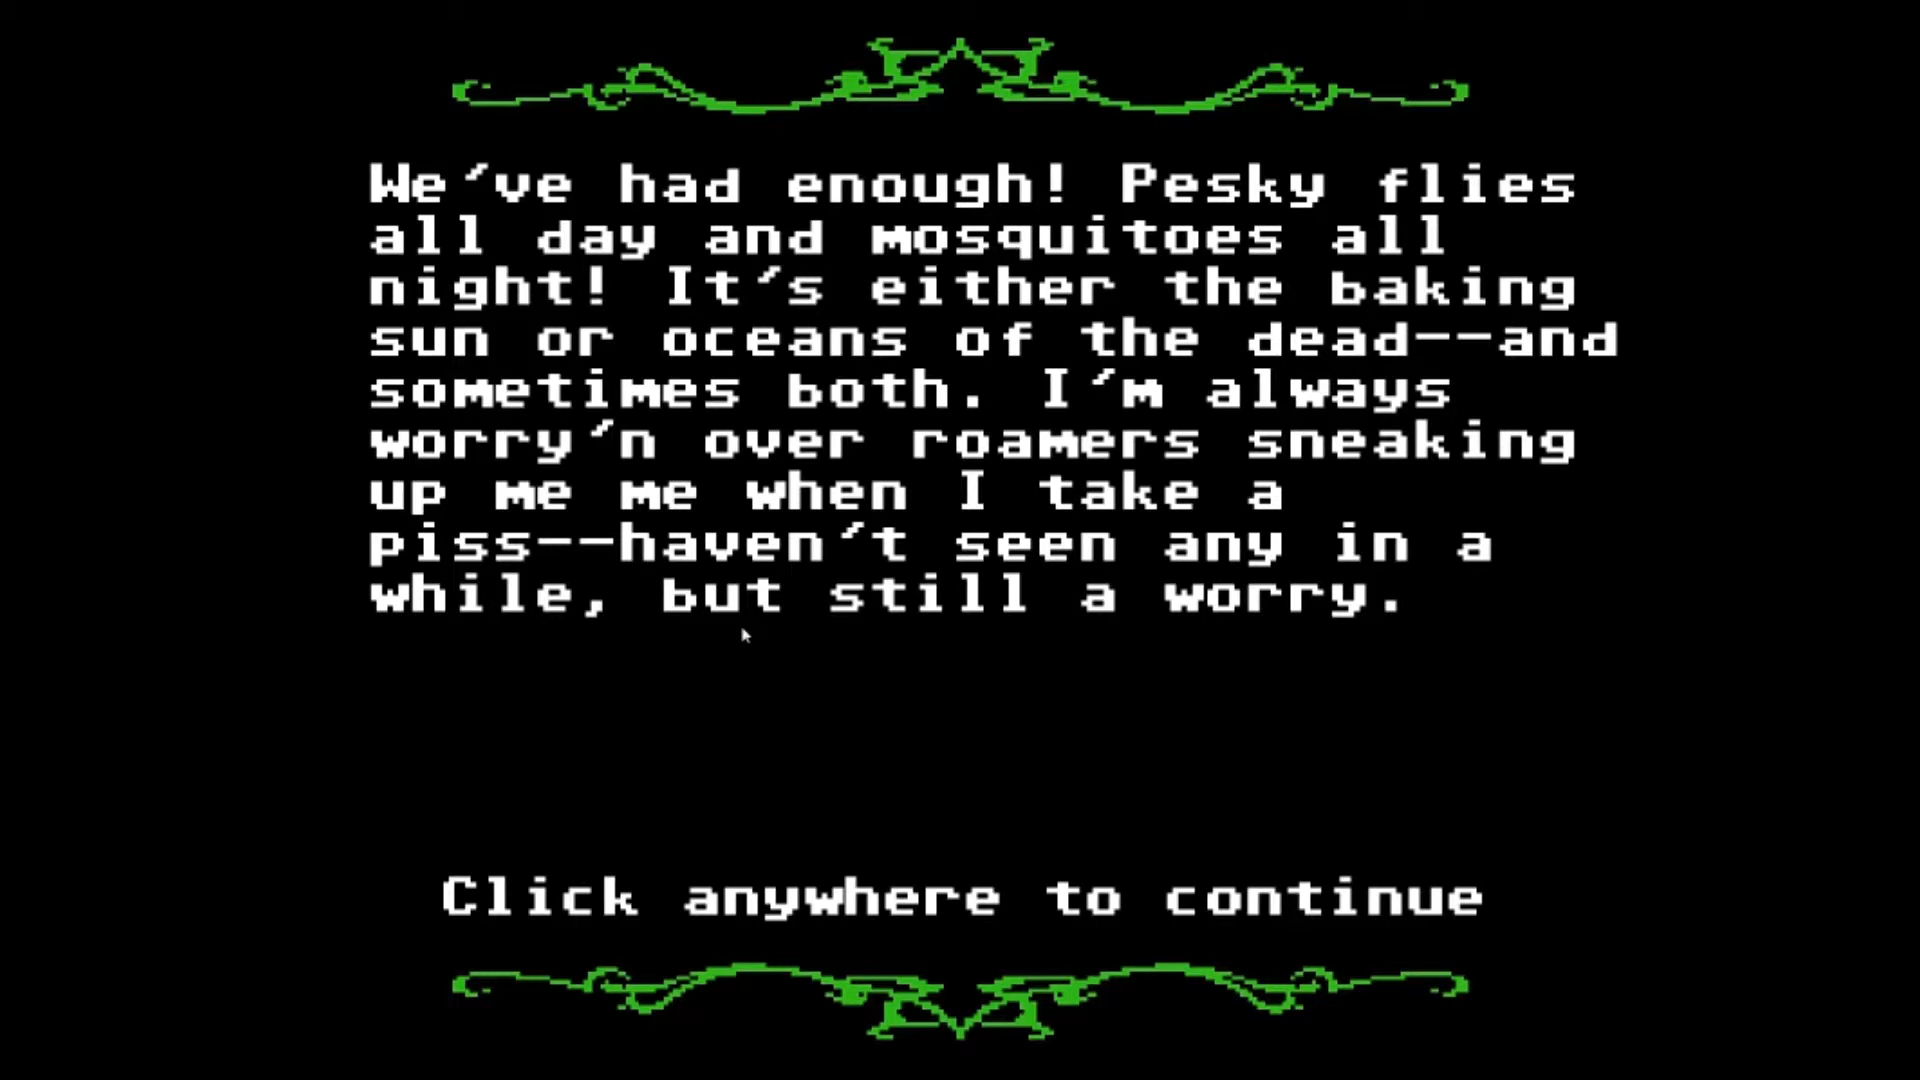 We've had enough! Pesky flies
all day and mosquitoes all
night! It's either the baking
sun or oceans of the dead--and
sometimes both. I'm always
worry'n over roamers sneaking
up me me when I take a
piss--haven't seen any in a
while, but still a worry.
Click anywhere to continue